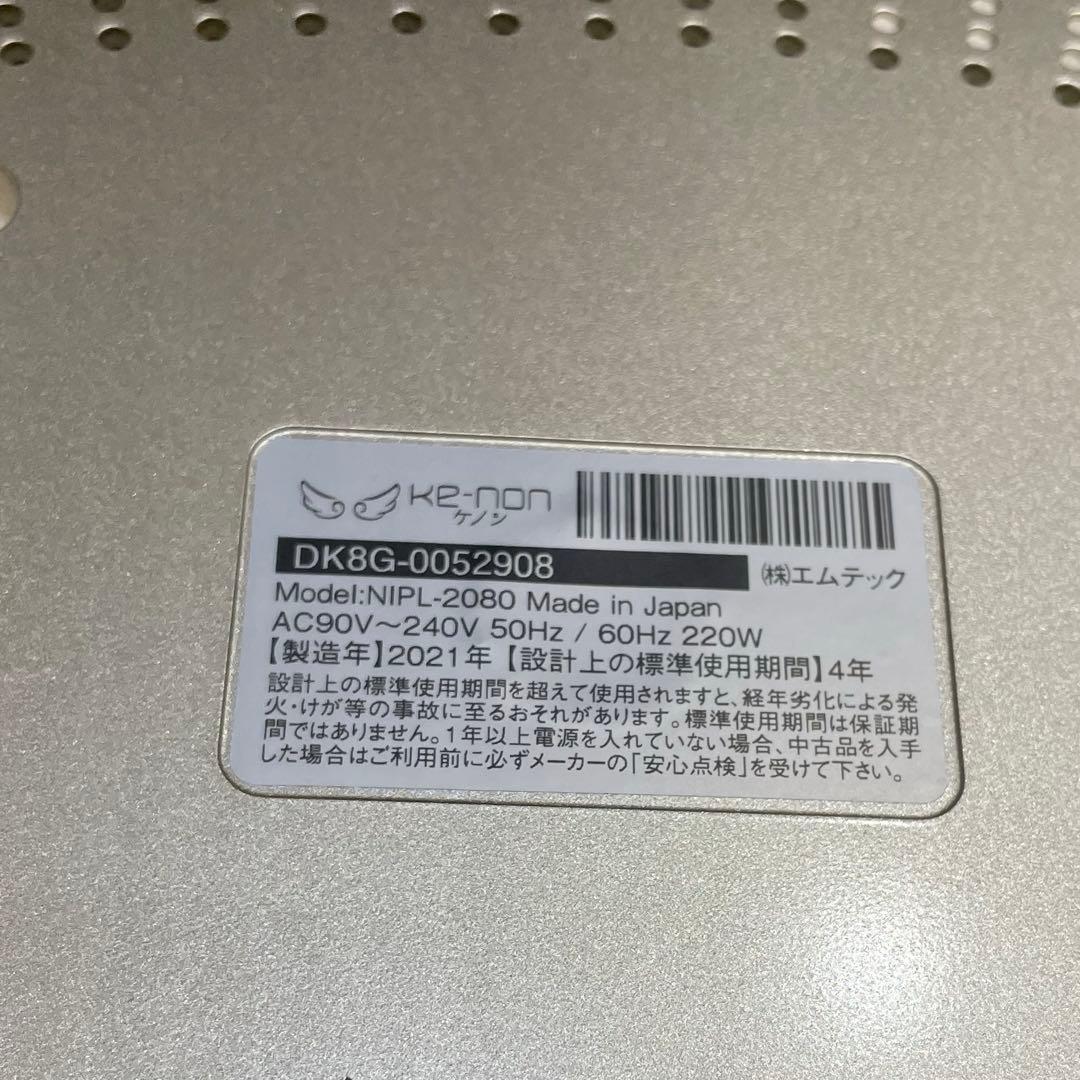 Ke-non
ケノン
DK8G-0052908
㈱エムテック
Model:NIPL-2080 Made in Japan
AC90V～240V 50Hz / 60Hz 220W
【製造年】2021年【設計上の標準使用期間】4年
設計上の標準使用期間を超えて使用されますと、経年劣化による発
火・けが等の事故に至るおそれがあります。標準使用期間は保証期
間ではありません。1年以上電源を入れていない場合、中古品を入手
した場合はご利用前に必ずメーカーの「安心点検」を受けて下さい。